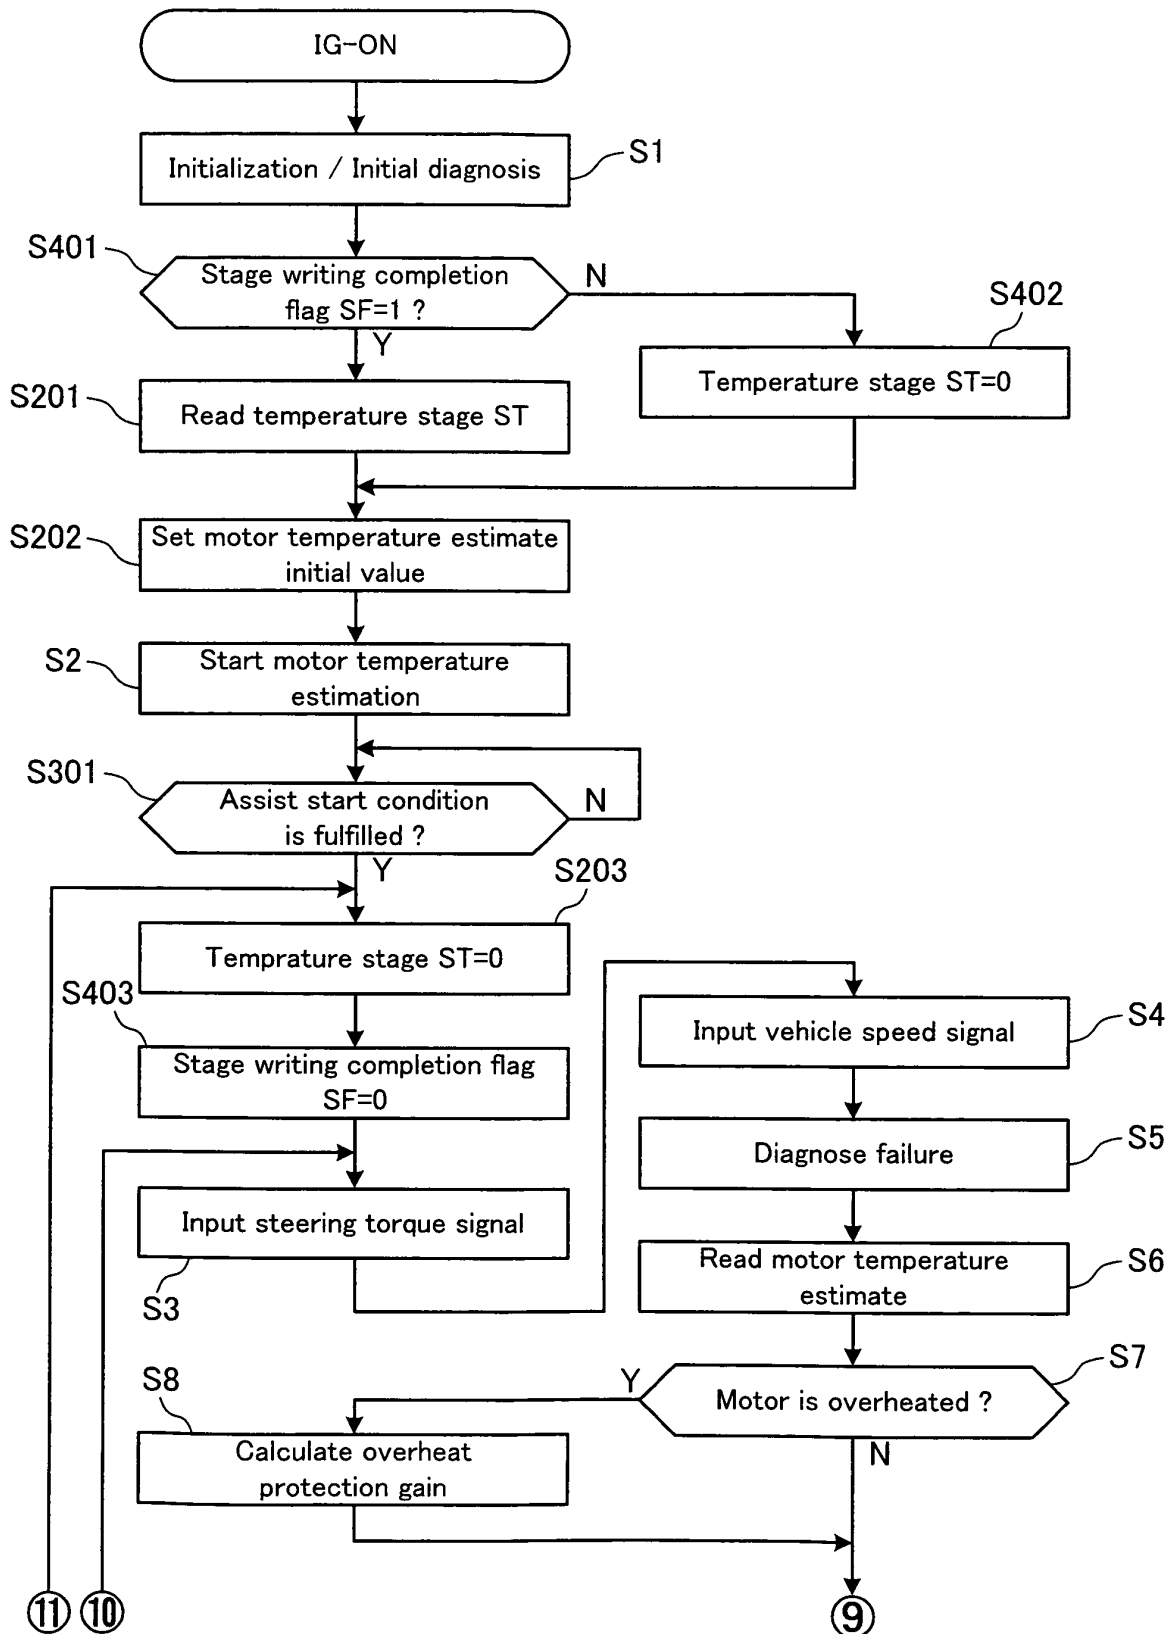 IG-ON
Initialization / Initial diagnosis
S1
S401
Stage writing completion
flag SF=1 ?
N
Y
S402
Temperature stage ST=0
S201
Read temperature stage ST
S202
Set motor temperature estimate
initial value
S2
Start motor temperature
estimation
S301
Assist start condition
is fulfilled ?
N
Y
S203
Temprature stage ST=0
S403
Stage writing completion flag
SF=0
Input steering torque signal
S3
Input vehicle speed signal
S4
Diagnose failure
S5
Read motor temperature
estimate
S6
Motor is overheated ?
S7
Y
N
S8
Calculate overheat
protection gain
⑪
⑩
⑨